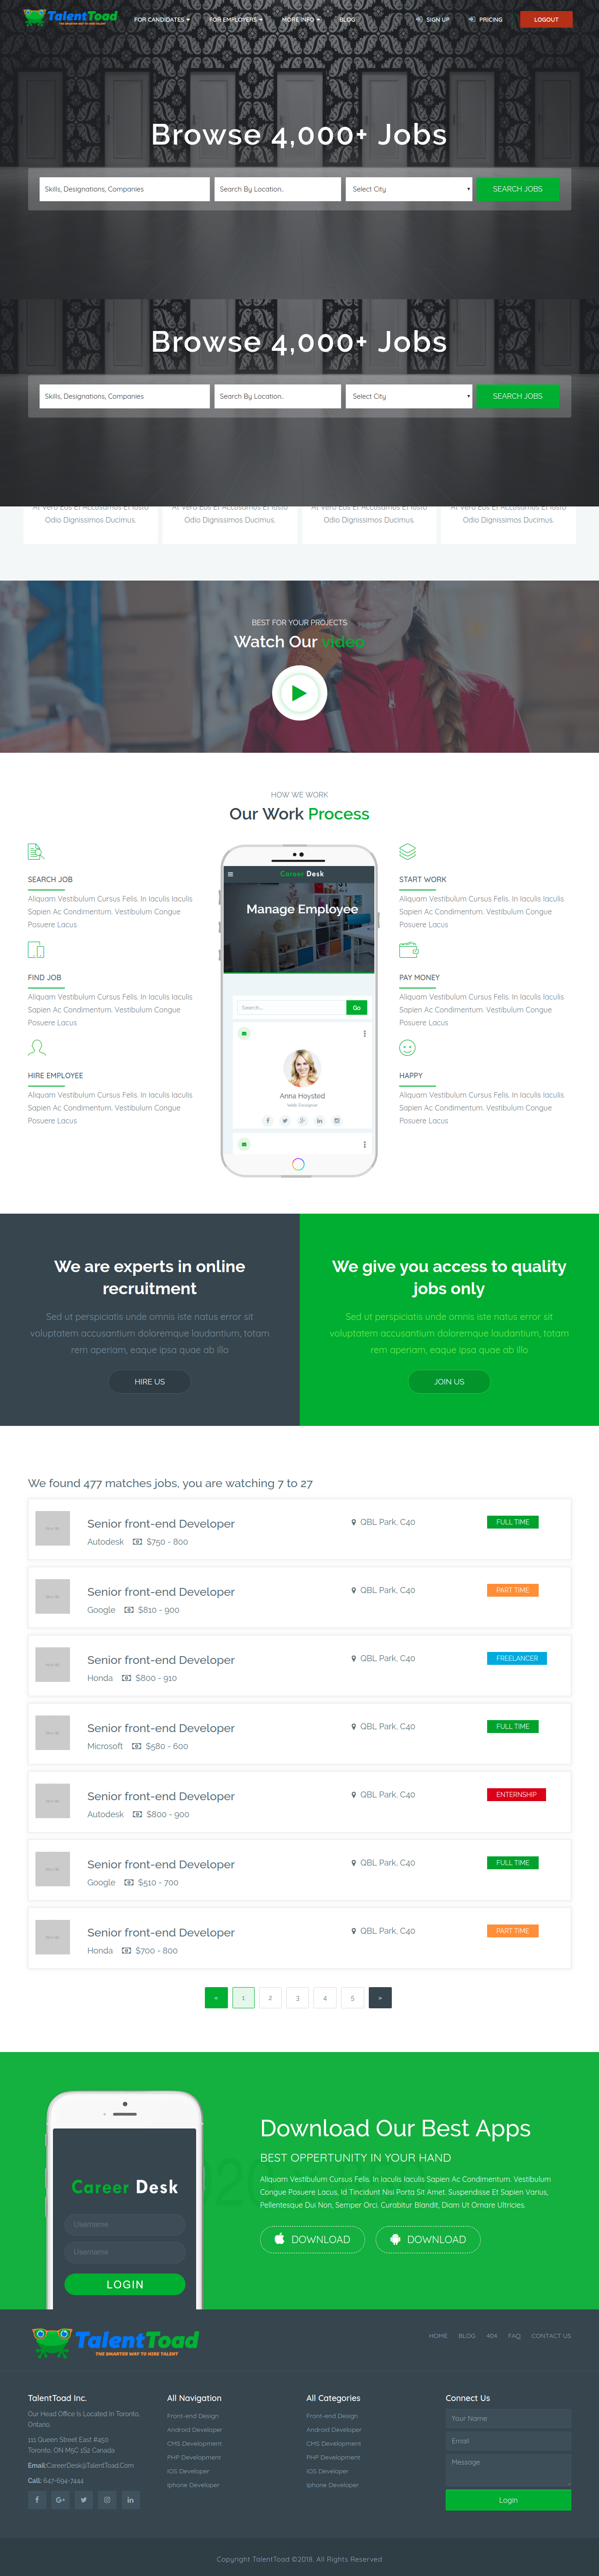 TalentToad
THE SMARTER WAY TO HIRE TALENT
FOR CANDIDATES
FOR EMPLOYERS
MORE INFO
BLOG
SIGN UP
PRICING
LOGOUT
Browse 4,000+ Jobs
Skills, Designations, Companies
Search By Location..
Select City
SEARCH JOBS
Browse 4,000+ Jobs
Skills, Designations, Companies
Search By Location..
Select City
SEARCH JOBS
At Vero Eos Et Accusamus Et Iusto
Odio Dignissimos Ducimus.
At Vero Eos Et Accusamus Et Iusto
Odio Dignissimos Ducimus.
At Vero Eos Et Accusamus Et Iusto
Odio Dignissimos Ducimus.
At Vero Eos Et Accusamus Et Iusto
Odio Dignissimos Ducimus.
BEST FOR YOUR PROJECTS
Watch Our video
HOW WE WORK
Our Work Process
SEARCH JOB
Aliquam Vestibulum Cursus Felis. In Iaculis Iaculis
Sapien Ac Condimentum. Vestibulum Congue
Posuere Lacus
FIND JOB
Aliquam Vestibulum Cursus Felis. In Iaculis Iaculis
Sapien Ac Condimentum. Vestibulum Congue
Posuere Lacus
HIRE EMPLOYEE
Aliquam Vestibulum Cursus Felis. In Iaculis Iaculis
Sapien Ac Condimentum. Vestibulum Congue
Posuere Lacus
Career Desk
Manage Employee
Search...
Go
Anna Hoysted
Web Designer
START WORK
Aliquam Vestibulum Cursus Felis. In Iaculis Iaculis
Sapien Ac Condimentum. Vestibulum Congue
Posuere Lacus
PAY MONEY
Aliquam Vestibulum Cursus Felis. In Iaculis Iaculis
Sapien Ac Condimentum. Vestibulum Congue
Posuere Lacus
HAPPY
Aliquam Vestibulum Cursus Felis. In Iaculis Iaculis
Sapien Ac Condimentum. Vestibulum Congue
Posuere Lacus
We are experts in online
recruitment
Sed ut perspiciatis unde omnis iste natus error sit
voluptatem accusantium doloremque laudantium, totam
rem aperiam, eaque ipsa quae ab illo
HIRE US
We give you access to quality
jobs only
Sed ut perspiciatis unde omnis iste natus error sit
voluptatem accusantium doloremque laudantium, totam
rem aperiam, eaque ipsa quae ab illo
JOIN US
We found 477 matches jobs, you are watching 7 to 27
Senior front-end Developer
Autodesk $750 - 800
QBL Park, C40
FULL TIME
Senior front-end Developer
Google $810 - 900
QBL Park, C40
PART TIME
Senior front-end Developer
Honda $800 - 910
QBL Park, C40
FREELANCER
Senior front-end Developer
Microsoft $580 - 600
QBL Park, C40
FULL TIME
Senior front-end Developer
Autodesk $800 - 900
QBL Park, C40
ENTERNSHIP
Senior front-end Developer
Google $510 - 700
QBL Park, C40
FULL TIME
Senior front-end Developer
Honda $700 - 800
QBL Park, C40
PART TIME
« 1 2 3 4 5 »
Career Desk
Username
Username
LOGIN
Download Our Best Apps
BEST OPPERTUNITY IN YOUR HAND
Aliquam Vestibulum Cursus Felis. In Iaculis Iaculis Sapien Ac Condimentum. Vestibulum
Congue Posuere Lacus, Id Tincidunt Nisi Porta Sit Amet. Suspendisse Et Sapien Varius,
Pellentesque Dui Non, Semper Orci. Curabitur Blandit, Diam Ut Ornare Ultricies.
DOWNLOAD
DOWNLOAD
TalentToad
THE SMARTER WAY TO HIRE TALENT
HOME
BLOG
404
FAQ
CONTACT US
TalentToad Inc.
Our Head Office Is Located In Toronto,
Ontario.
111 Queen Street East #450
Toronto, ON M5C 1S2 Canada
Email:CareerDesk@TalentToad.Com
Call: 647-694-7444
All Navigation
Front-end Design
Android Developer
CMS Development
PHP Development
IOS Developer
Iphone Developer
All Categories
Front-end Design
Android Developer
CMS Development
PHP Development
IOS Developer
Iphone Developer
Connect Us
Your Name
Email
Message
Login
Copyright TalentToad ©2018. All Rights Reserved